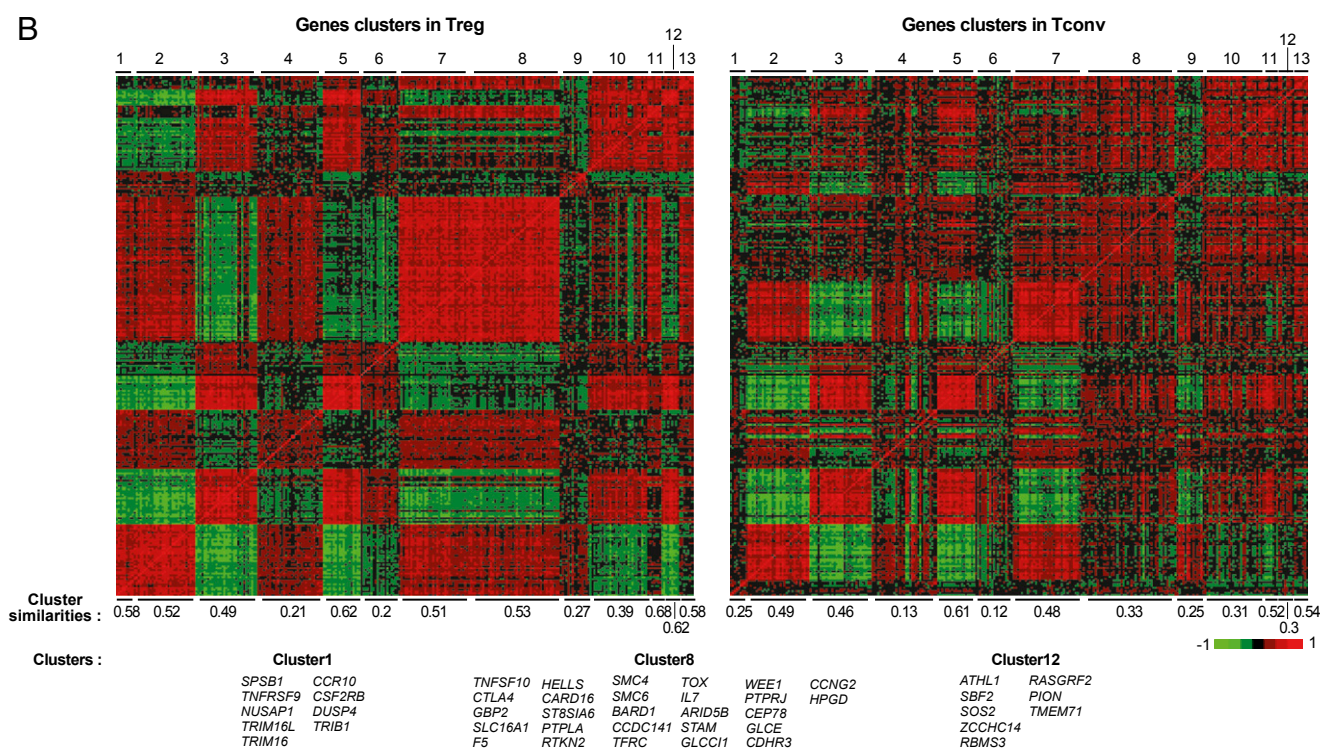 B
Genes clusters in Treg
Genes clusters in Tconv
1 2 3 4 5 6 7 8 9 10 11 12 13
1 2 3 4 5 6 7 8 9 10 11 12 13
Cluster
similarities :
0.58 0.52 0.49 0.21 0.62 0.2 0.51 0.53 0.27 0.39 0.68 0.58
0.62
0.25 0.49 0.46 0.13 0.61 0.12 0.48 0.33 0.25 0.31 0.52 0.54
0.3
-1 1
Clusters :
Cluster1
SPSB1 CCR10
TNFRSF9 CSF2RB
NUSAP1 DUSP4
TRIM16L TRIB1
TRIM16
Cluster8
TNFSF10 HELLS SMC4 TOX WEE1 CCNG2
CTLA4 CARD16 SMC6 IL7 PTPRJ HPGD
GBP2 ST8SIA6 BARD1 ARID5B CEP78
SLC16A1 PTPLA CCDC141 STAM GLCE
F5 RTKN2 TFRC GLCCI1 CDHR3
Cluster12
ATHL1 RASGRF2
SBF2 PION
SOS2 TMEM71
ZCCHC14
RBMS3